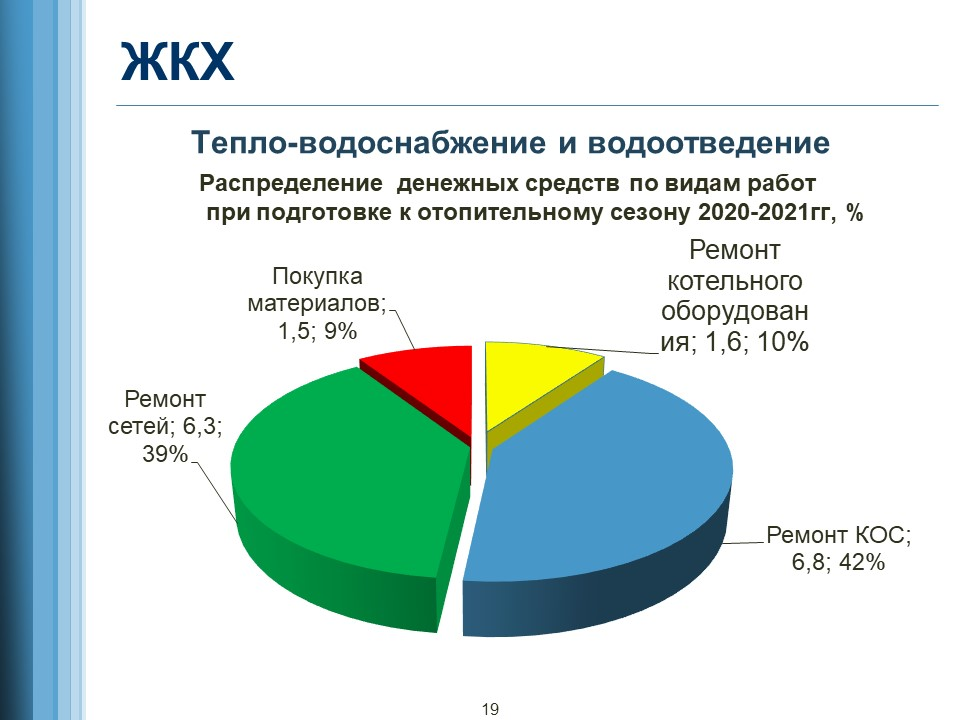 ЖКХ
Тепло-водоснабжение и водоотведение
Распределение денежных средств по видам работ
при подготовке к отопительному сезону 2020-2021гг, %
Ремонт
котельного
оборудован
ия; 1,6; 10%
Покупка
материалов;
1,5; 9%
Ремонт
сетей; 6,3;
39%
Ремонт КОС;
6,8; 42%
19